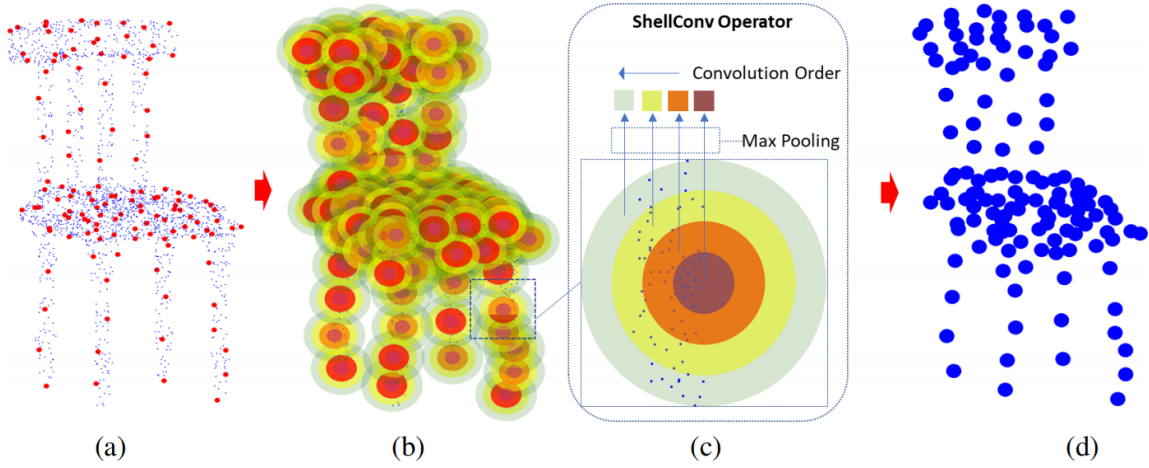 ShellConv Operator
Convolution Order
Max Pooling
(a)
(b)
(c)
(d)